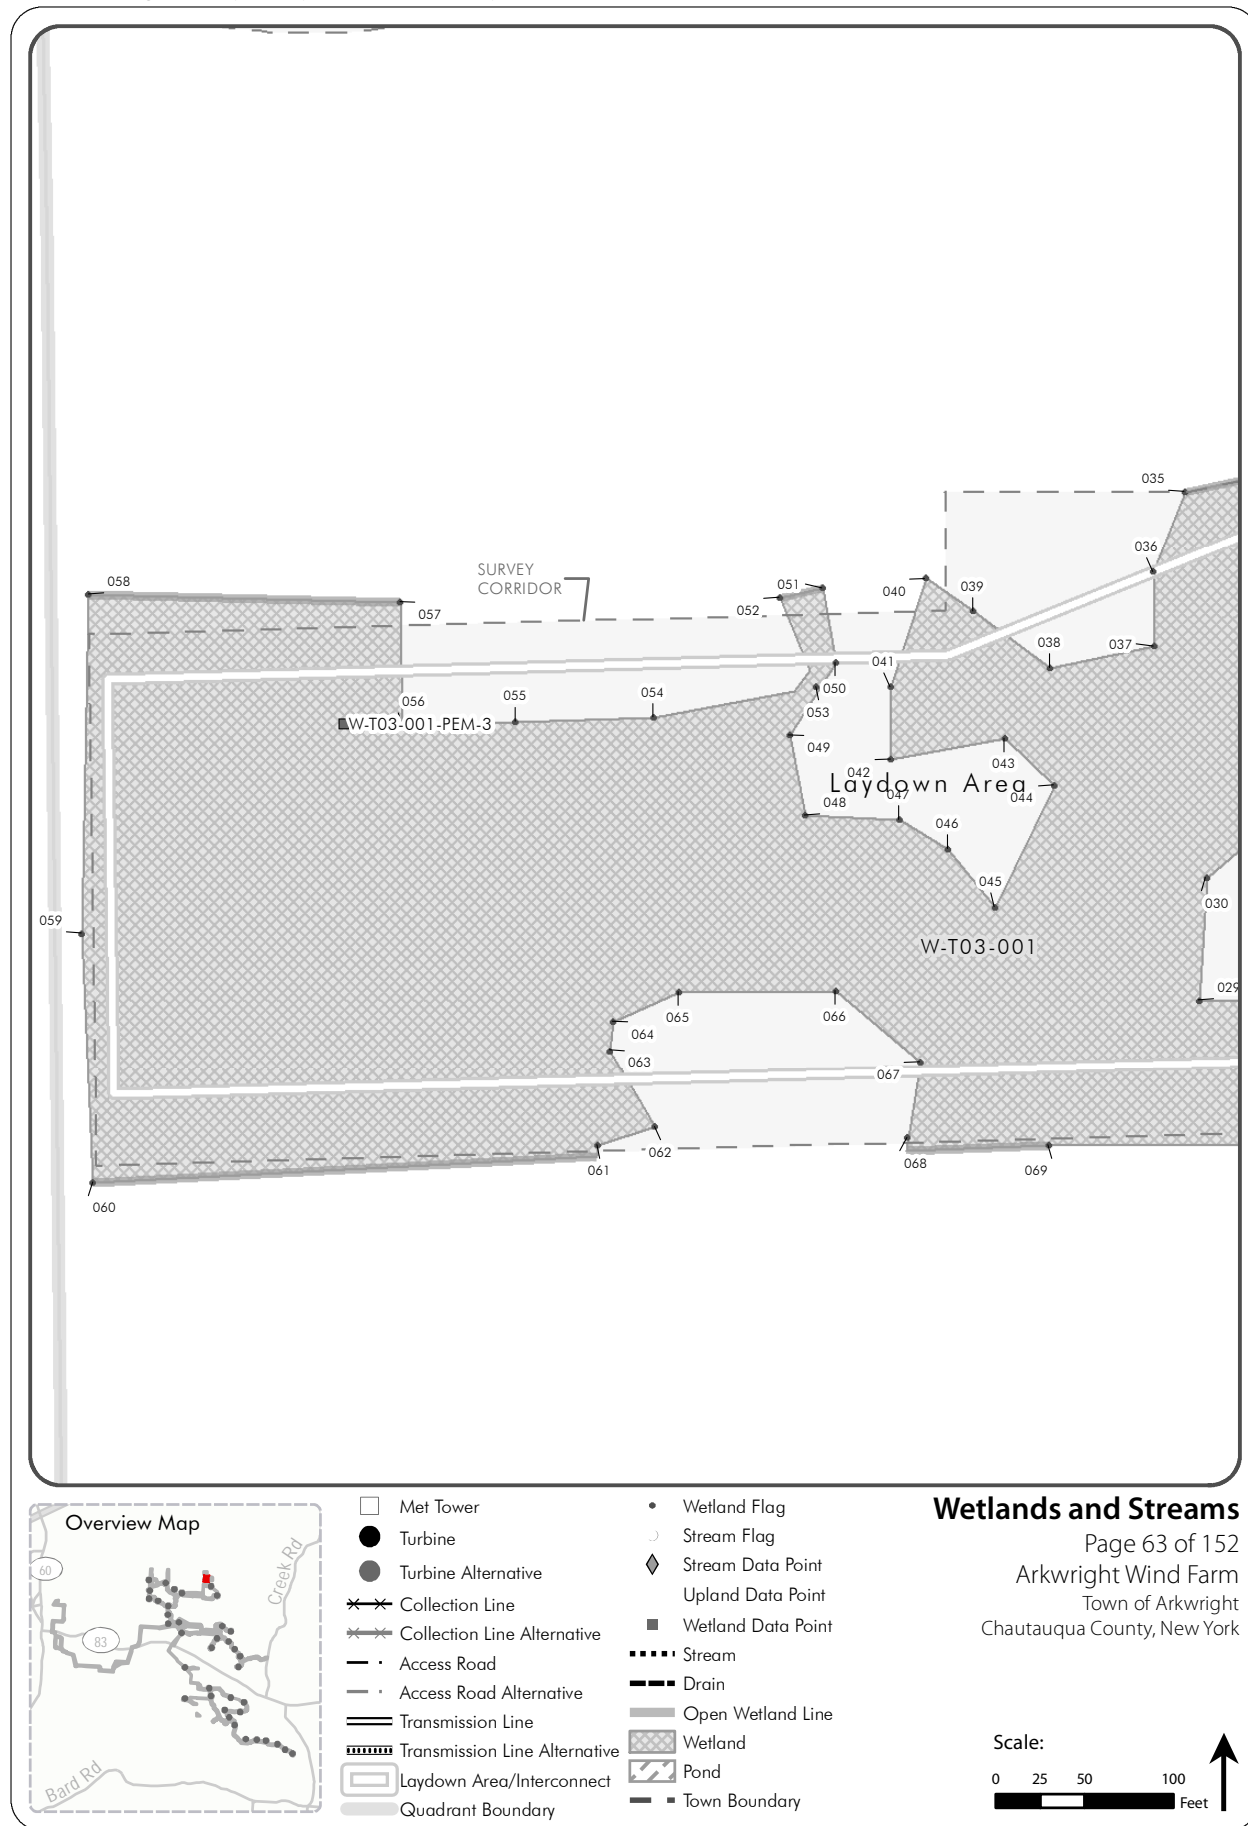 035
036
058
SURVEY
CORRIDOR
051
040
039
052
057
041
038
037
056
055
054
050
W-T03-001-PEM-3
053
049
043
042
Laydown Area
047
044
048
046
045
030
059
W-T03-001
029
065
066
064
063
067
062
061
068
069
060
Overview Map
60
Creek Rd
83
Bard Rd
Met Tower
Turbine
Turbine Alternative
Collection Line
Collection Line Alternative
Access Road
Access Road Alternative
Transmission Line
Transmission Line Alternative
Laydown Area/Interconnect
Quadrant Boundary
Wetland Flag
Stream Flag
Stream Data Point
Upland Data Point
Wetland Data Point
Stream
Drain
Open Wetland Line
Wetland
Pond
Town Boundary
Wetlands and Streams
Page 63 of 152
Arkwright Wind Farm
Town of Arkwright
Chautauqua County, New York
Scale:
0 25 50 100
Feet